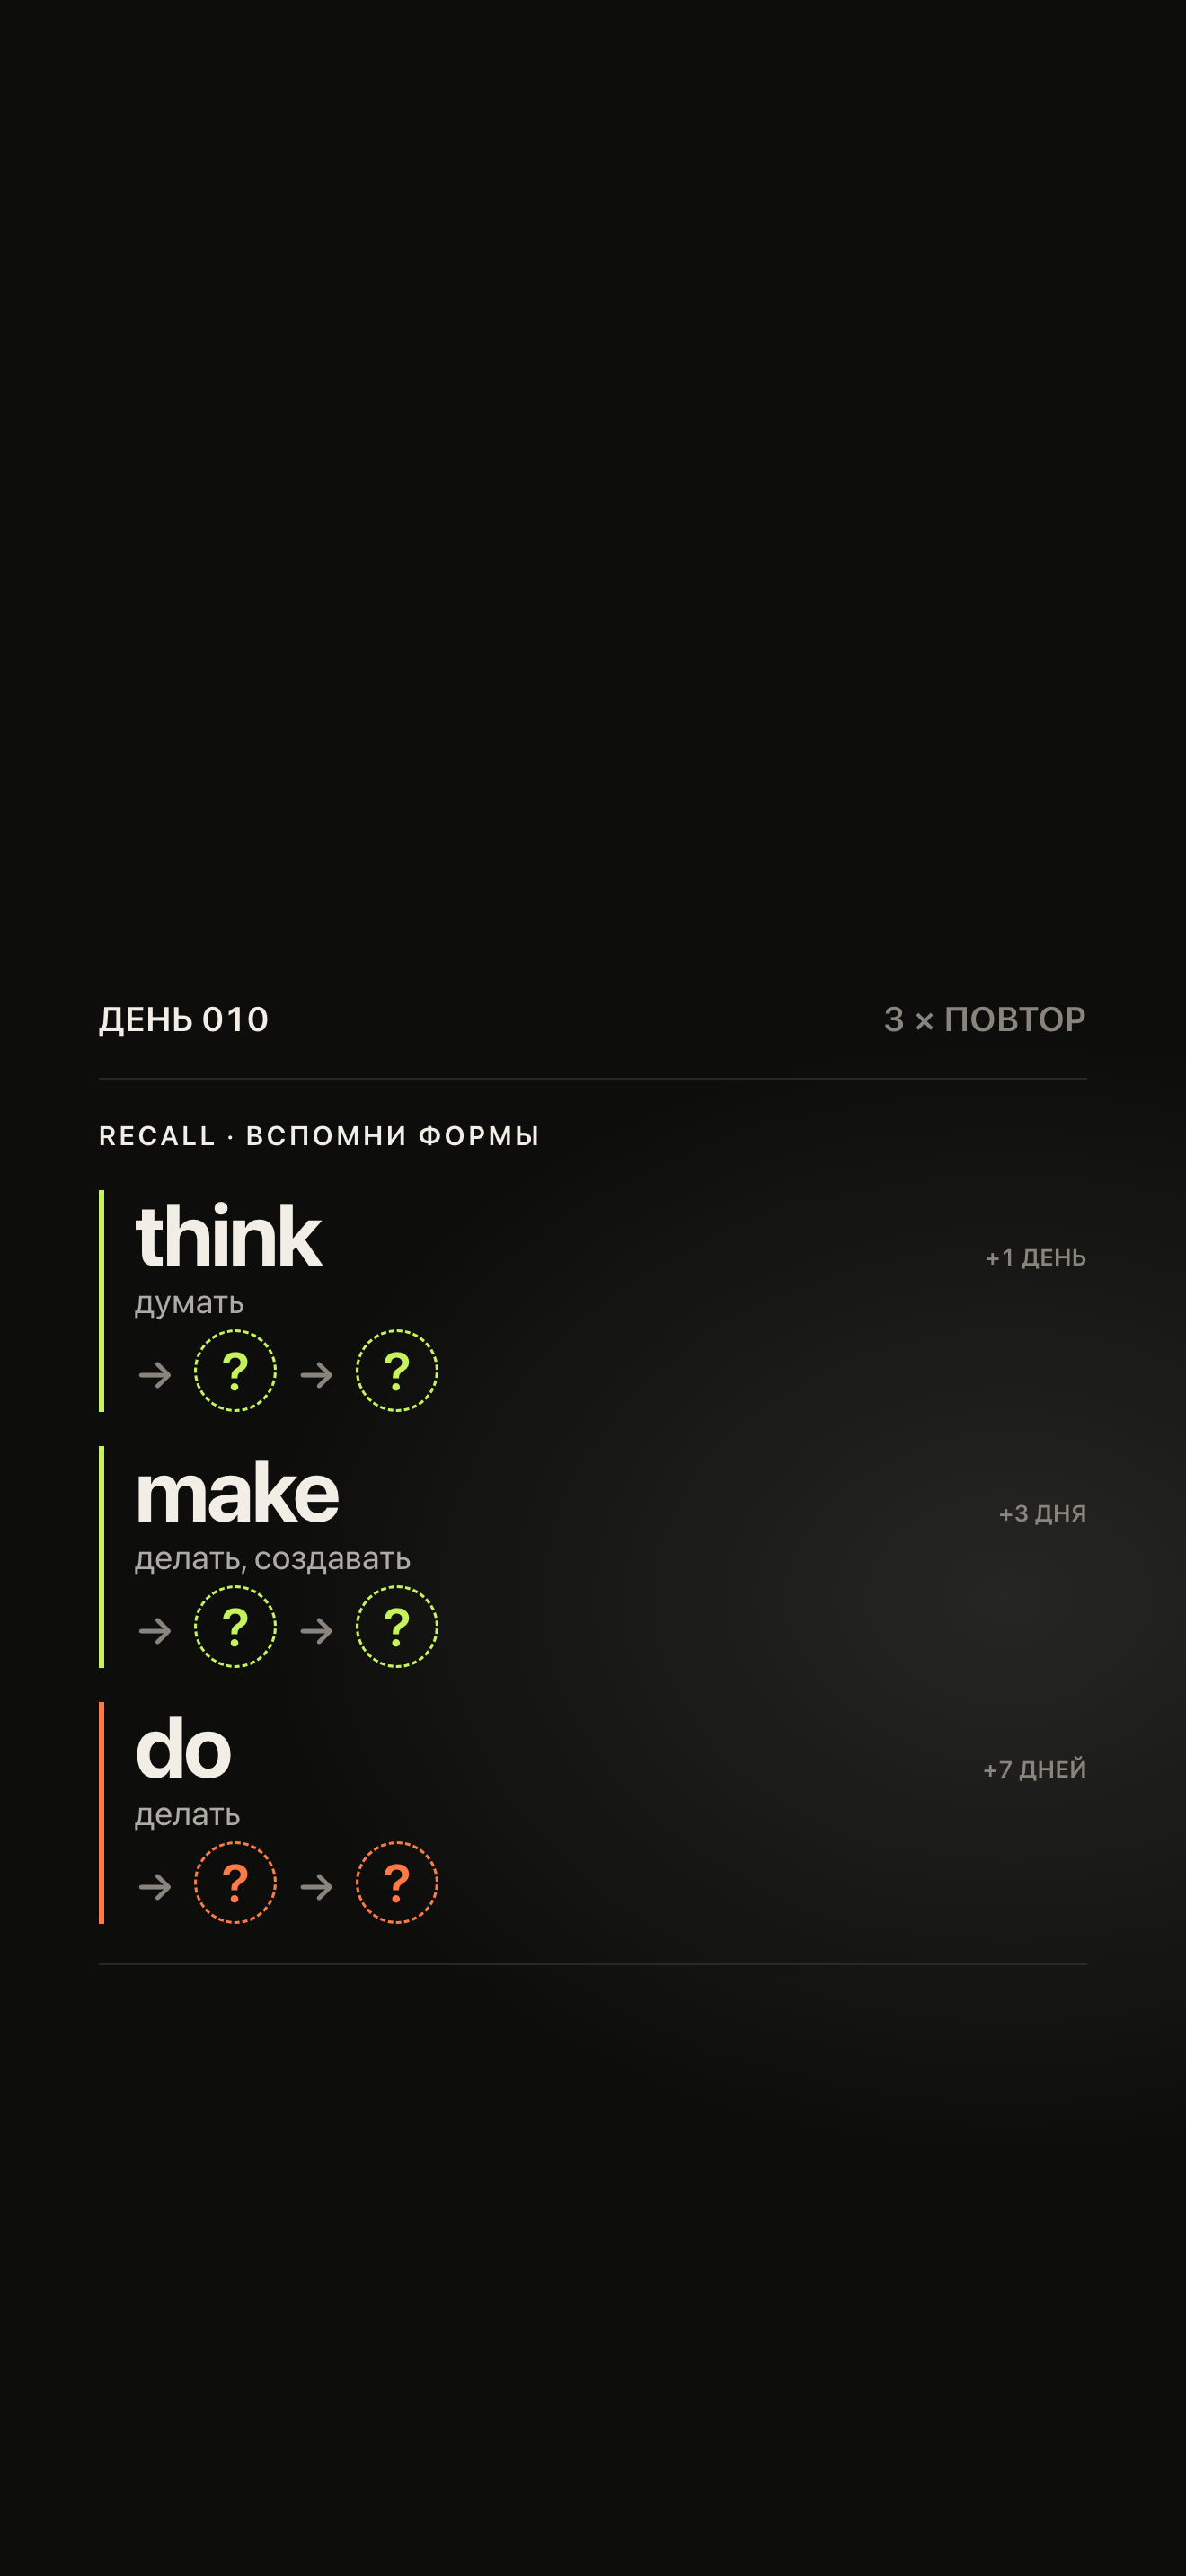 ДЕНЬ 010
3 × ПОВТОР
RECALL · ВСПОМНИ ФОРМЫ
think
+1 ДЕНЬ
думать
→ ? → ?
make
+3 ДНЯ
делать, создавать
→ ? → ?
do
+7 ДНЕЙ
делать
→ ? → ?